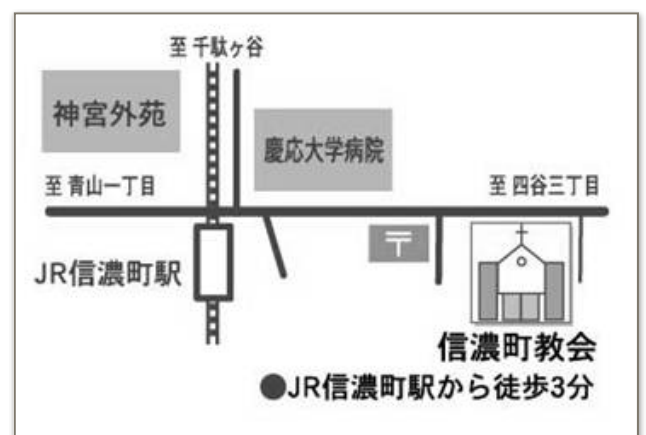 至 千駄ヶ谷
神宮外苑
慶応大学病院
至 青山一丁目
至 四谷三丁目
〒
JR信濃町駅
信濃町教会
●JR信濃町駅から徒歩3分